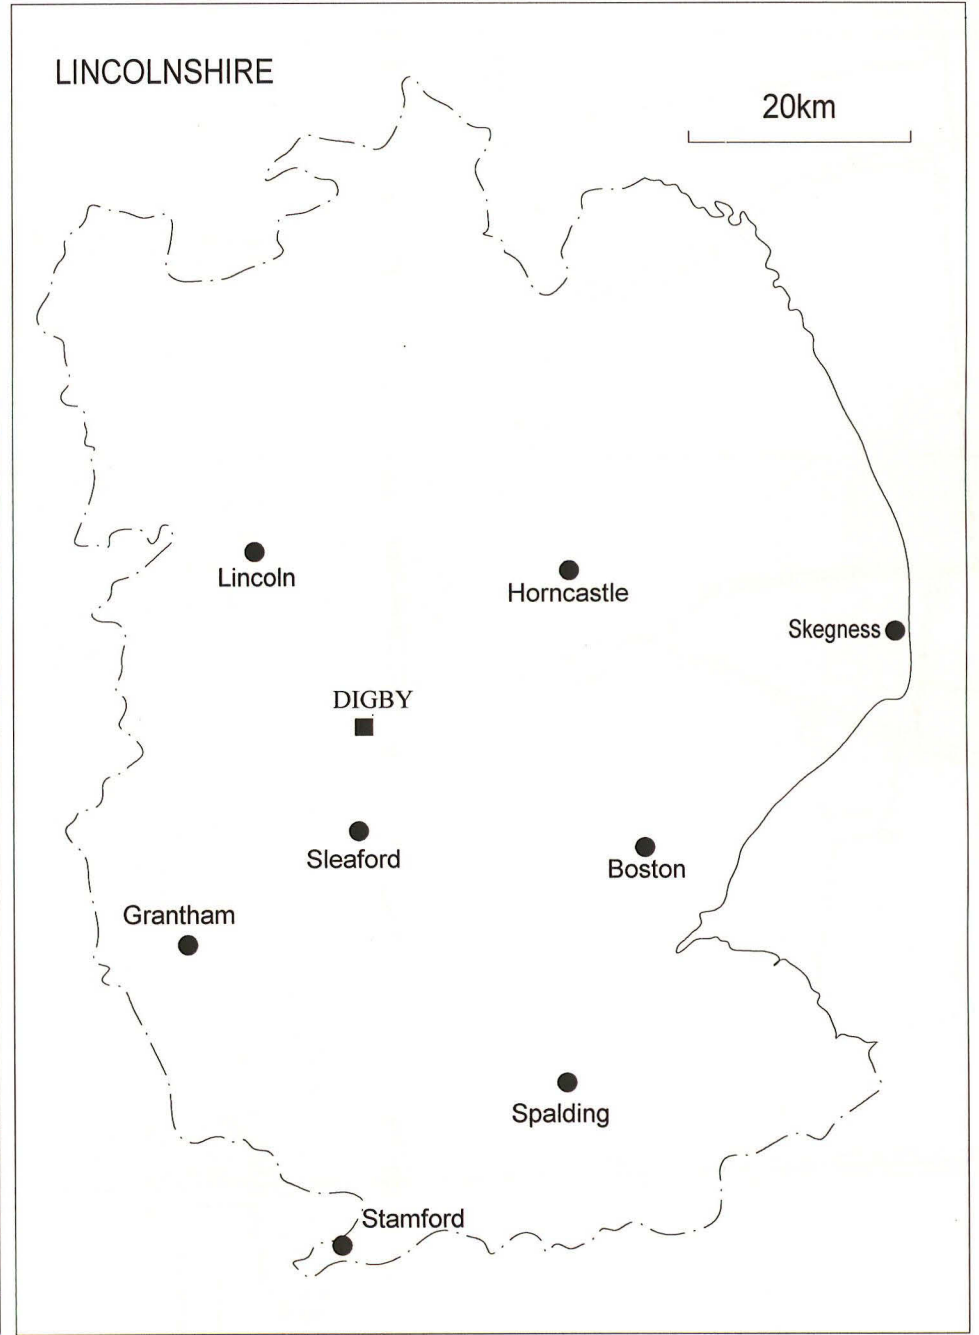 LINCOLNSHIRE
20km
Lincoln
Horncastle
Skegness
DIGBY
Sleaford
Boston
Grantham
Spalding
Stamford